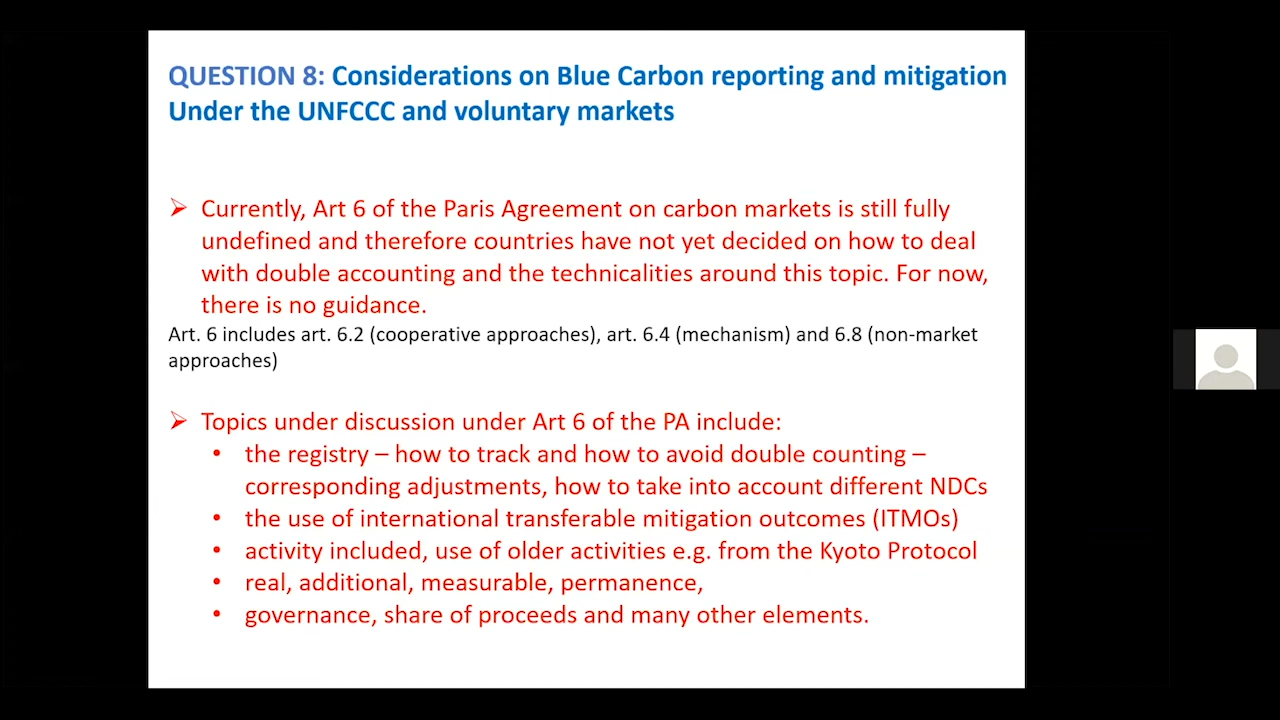 QUESTION 8: Considerations on Blue Carbon reporting and mitigation
Under the UNFCCC and voluntary markets
➢ Currently, Art 6 of the Paris Agreement on carbon markets is still fully
undefined and therefore countries have not yet decided on how to deal
with double accounting and the technicalities around this topic. For now,
there is no guidance.
Art. 6 includes art. 6.2 (cooperative approaches), art. 6.4 (mechanism) and 6.8 (non-market
approaches)
➢ Topics under discussion under Art 6 of the PA include:
• the registry – how to track and how to avoid double counting –
corresponding adjustments, how to take into account different NDCs
• the use of international transferable mitigation outcomes (ITMOs)
• activity included, use of older activities e.g. from the Kyoto Protocol
• real, additional, measurable, permanence,
• governance, share of proceeds and many other elements.